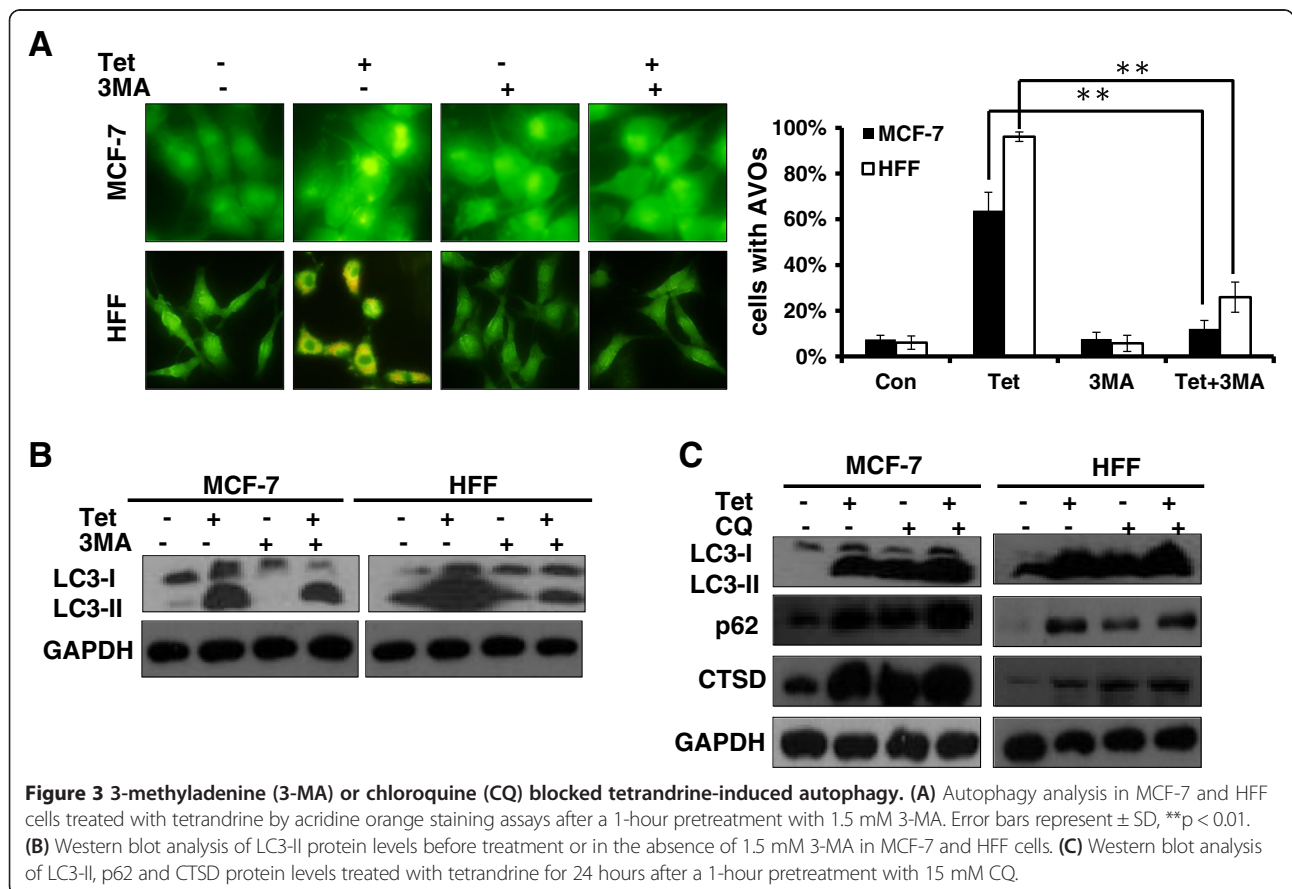 A
Tet - + - +
3MA - - + +
MCF-7
HFF
** 
**
cells with AVOs
100%
80%
60%
40%
20%
0%
MCF-7
HFF
Con Tet 3MA Tet+3MA
B
MCF-7 HFF
Tet - + - + - + - +
3MA - - + + - - + +
LC3-I
LC3-II
GAPDH
C
MCF-7 HFF
Tet - + - + - + - +
CQ - - + + - - + +
LC3-I
LC3-II
p62
CTSD
GAPDH
Figure 3 3-methyladenine (3-MA) or chloroquine (CQ) blocked tetrandrine-induced autophagy. (A) Autophagy analysis in MCF-7 and HFF
cells treated with tetrandrine by acridine orange staining assays after a 1-hour pretreatment with 1.5 mM 3-MA. Error bars represent ± SD, **p < 0.01.
(B) Western blot analysis of LC3-II protein levels before treatment or in the absence of 1.5 mM 3-MA in MCF-7 and HFF cells. (C) Western blot analysis
of LC3-II, p62 and CTSD protein levels treated with tetrandrine for 24 hours after a 1-hour pretreatment with 15 mM CQ.